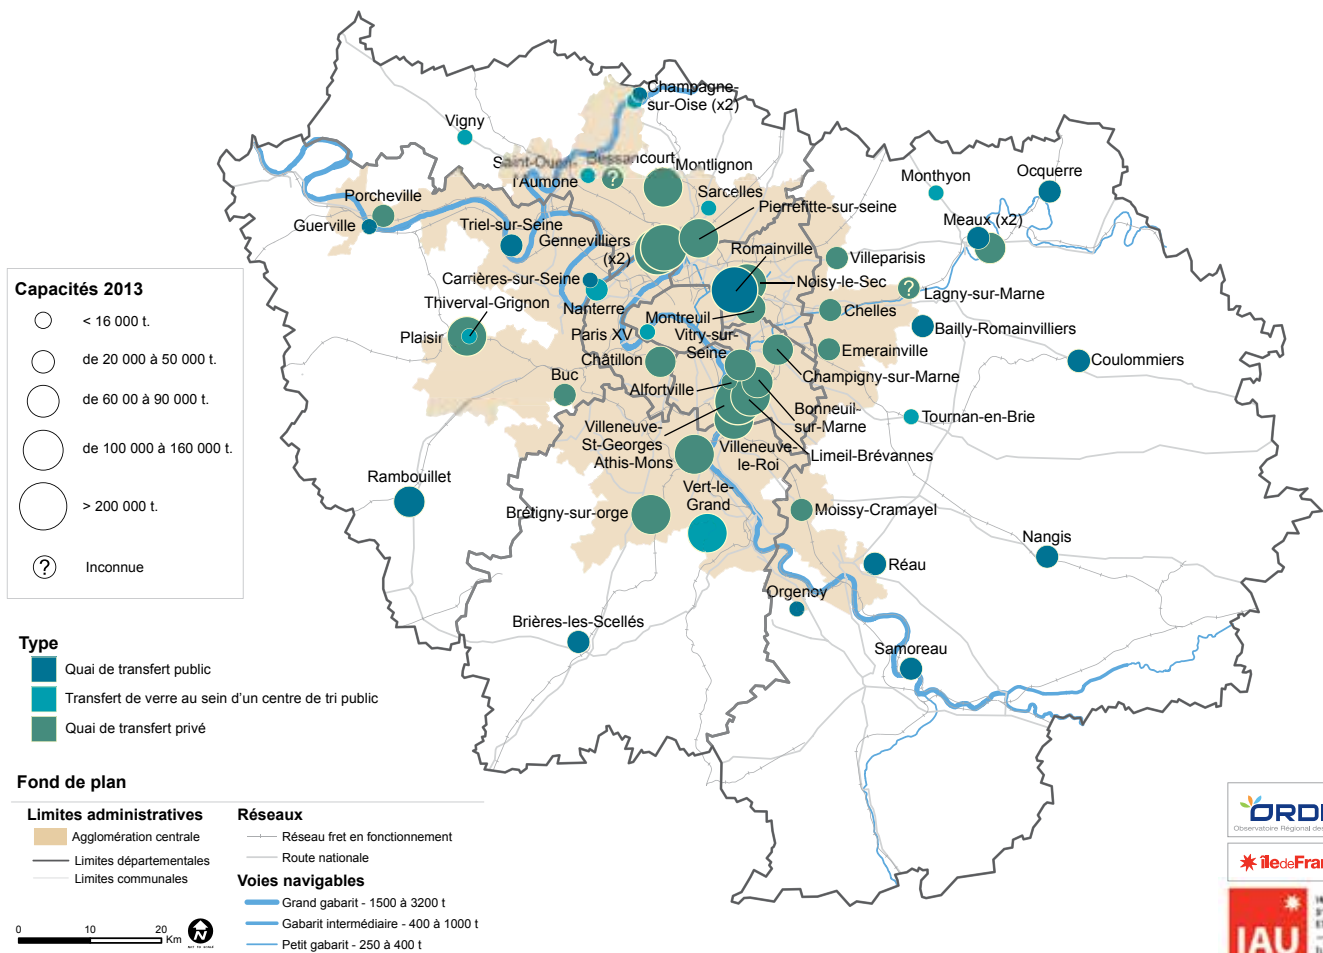 Champagne-
sur-Oise (x2)
Vigny
Saint-Ouen-
l'Aumone
Bessancourt
?
Montlignon
Sarcelles
Pierrefitte-sur-seine
Monthyon
Ocquerre
Porcheville
Guerville
Triel-sur-Seine
Gennevilliers
(x2)
Romainville
Meaux (x2)
Villeparisis
Carrières-sur-Seine
Noisy-le-Sec
?
Lagny-sur-Marne
Thiverval-Grignon
Nanterre
Montreuil
Chelles
Plaisir
Paris XV
Vitry-sur-
Seine
Bailly-Romainvilliers
Châtillon
Emerainville
Coulommiers
Buc
Alfortville
Champigny-sur-Marne
Bonneuil-
sur-Marne
Tournan-en-Brie
Villeneuve-
St-Georges
Athis-Mons
Villeneuve-
le-Roi
Limeil-Brévannes
Rambouillet
Vert-le-
Grand
Brétigny-sur-orge
Moissy-Cramayel
Nangis
Réau
Orgenoy
Brières-les-Scellés
Samoreau
Capacités 2013
< 16 000 t.
de 20 000 à 50 000 t.
de 60 00 à 90 000 t.
de 100 000 à 160 000 t.
> 200 000 t.
? Inconnue
Type
Quai de transfert public
Transfert de verre au sein d'un centre de tri public
Quai de transfert privé
Fond de plan
Limites administratives
Agglomération centrale
Limites départementales
Limites communales
Réseaux
Réseau fret en fonctionnement
Route nationale
Voies navigables
Grand gabarit - 1500 à 3200 t
Gabarit intermédiaire - 400 à 1000 t
Petit gabarit - 250 à 400 t
0 10 20 Km
Observatoire Régional des
îledeFran
IAU